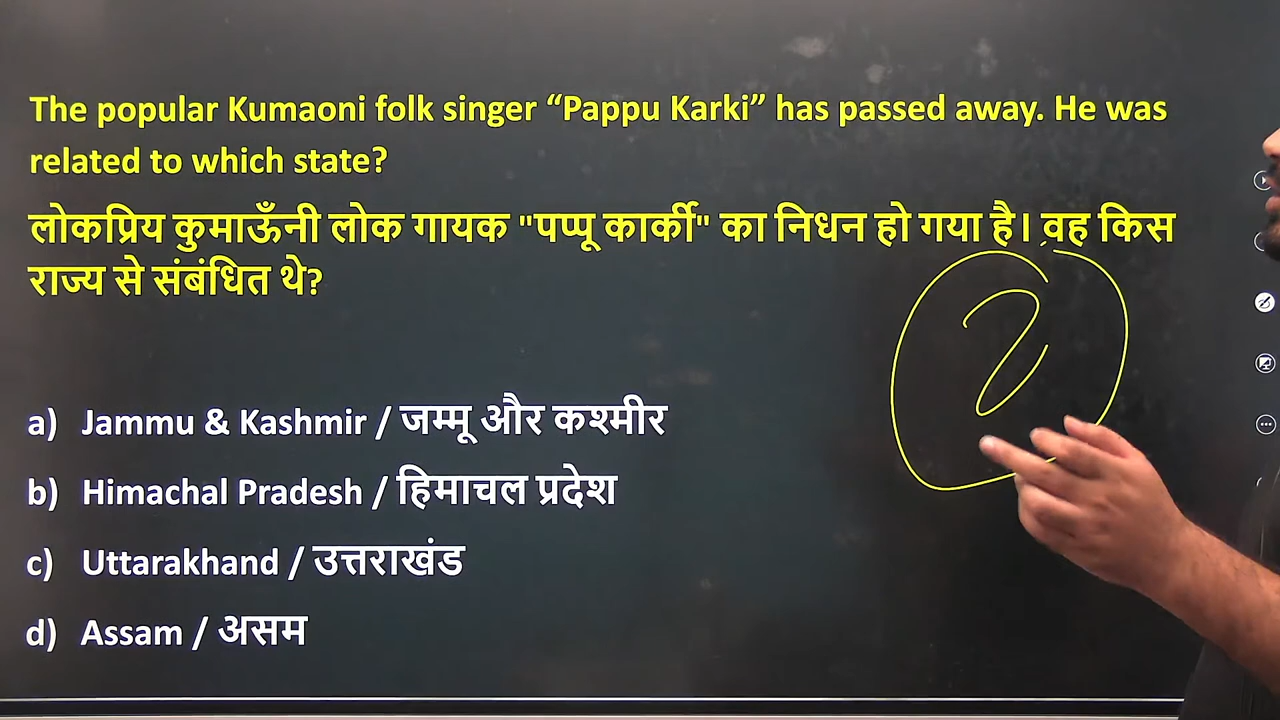 The popular Kumaoni folk singer “Pappu Karki” has passed away. He was
related to which state?
लोकप्रिय कुमाऊँनी लोक गायक "पप्पू कार्की" का निधन हो गया है। वह किस
राज्य से संबंधित थे?
a) Jammu & Kashmir / जम्मू और कश्मीर
b) Himachal Pradesh / हिमाचल प्रदेश
c) Uttarakhand / उत्तराखंड
d) Assam / असम